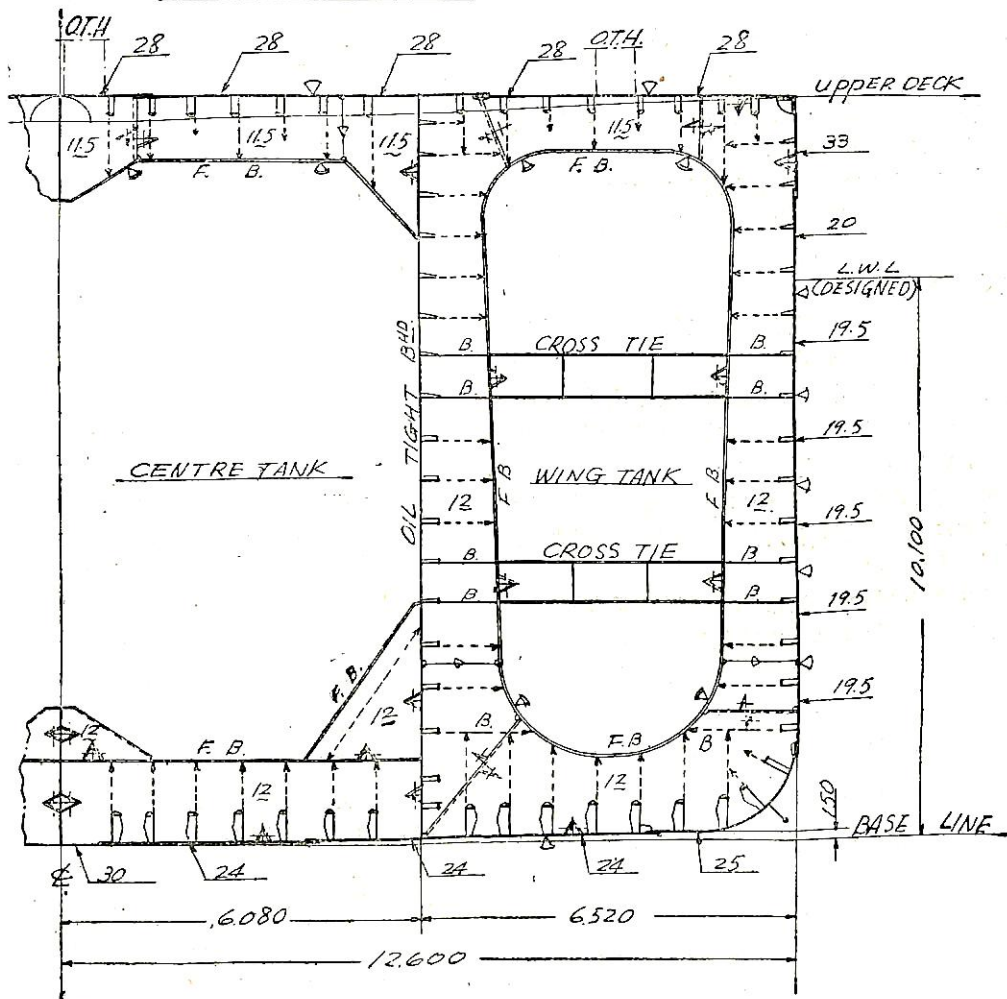 O.T.H
28
28
28
28
O.T.H.
28
UPPER DECK
11.5
11.5
11.5
11.5
33
F. B.
F. B.
20
L.W.L
(DESIGNED)
B. CROSS TIE B.
19.5
B. B.
OIL TIGHT BHD.
19.5
CENTRE TANK
F B
WING TANK
F B
12
12
19.5
10.100
B CROSS TIE B
B B
19.5
F. B.
12
19.5
12
B.
F.B
B
F. B.
12
12
150
BASE LINE
℄
30
24
24
24
25
6.080
6.520
12.600